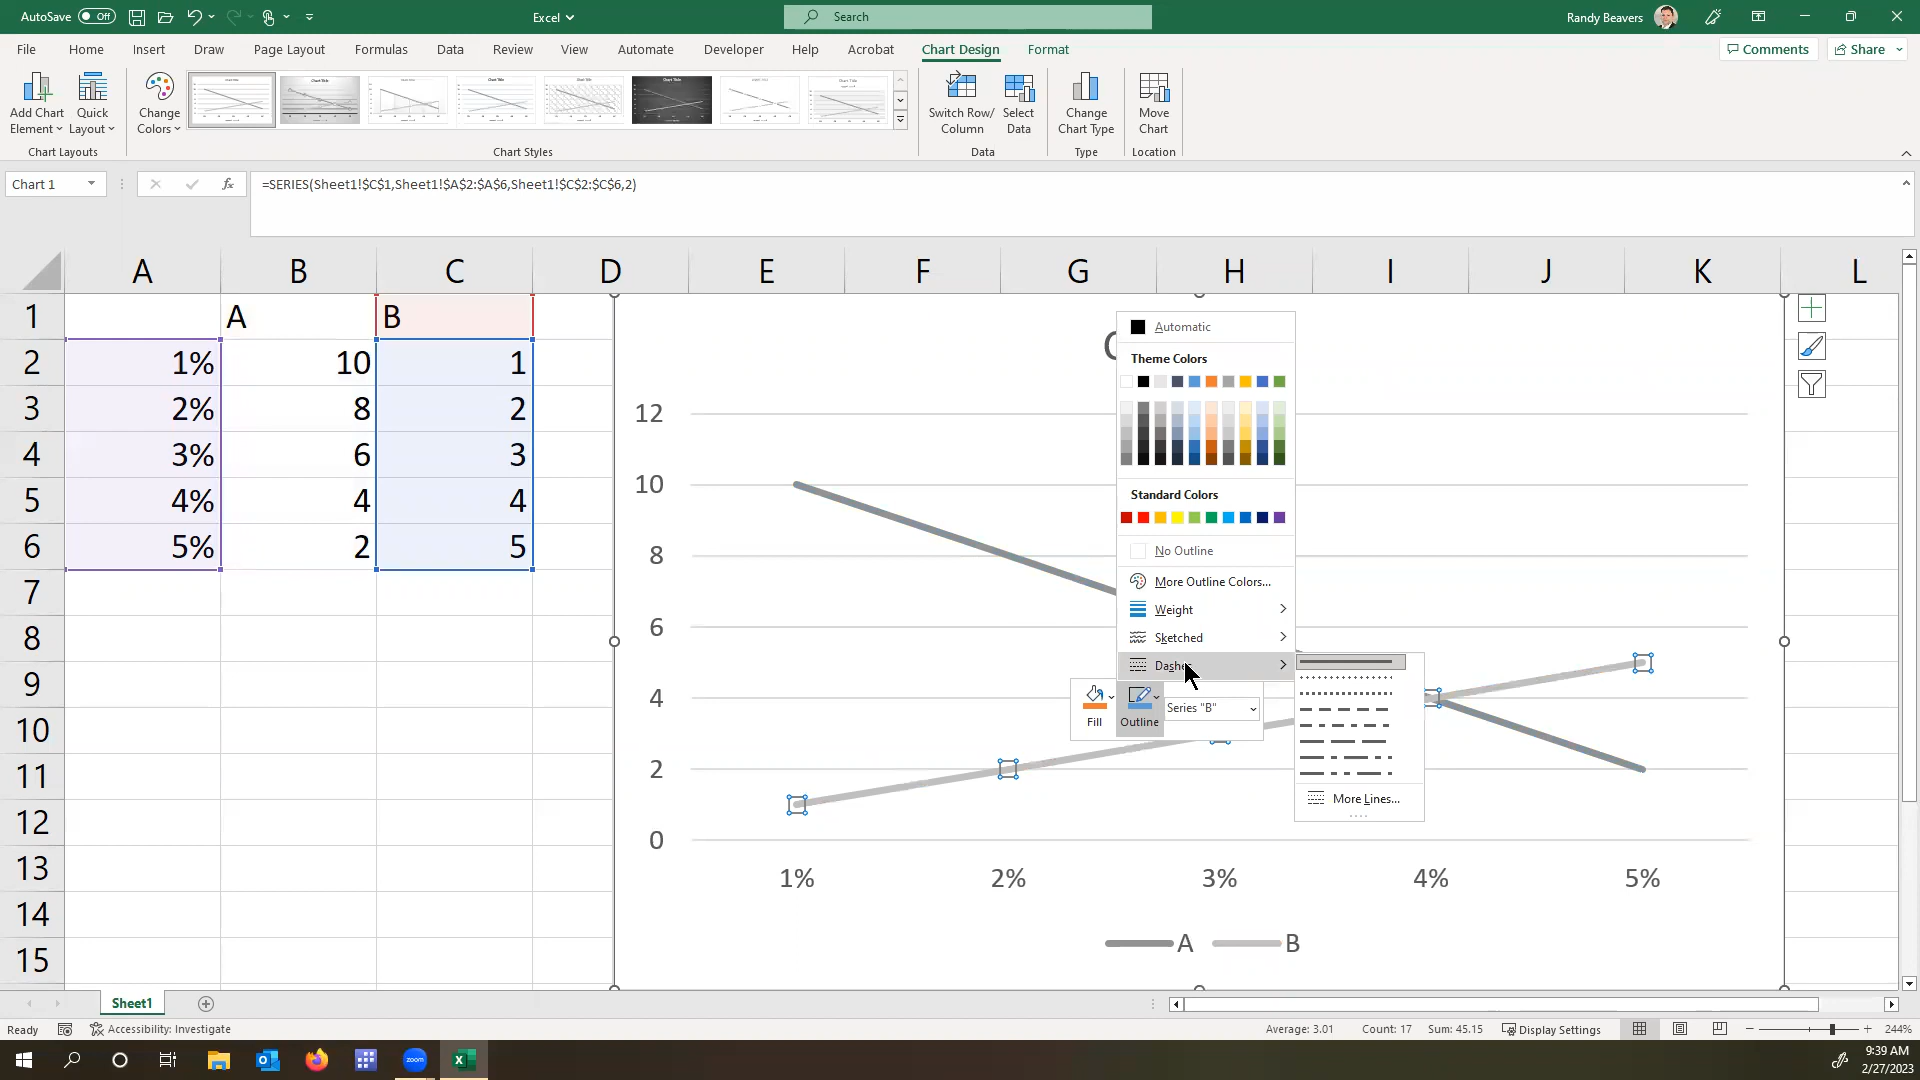 AutoSave Off
Excel
Search
Randy Beavers
File Home Insert Draw Page Layout Formulas Data Review View Automate Developer Help Acrobat Chart Design Format
Comments Share
Add Chart Element
Quick Layout
Change Colors
Switch Row/ Column
Select Data
Change Chart Type
Move Chart
Chart Layouts Chart Styles Data Type Location
Chart 1
fx
=SERIES(Sheet1!$C$1,Sheet1!$A$2:$A$6,Sheet1!$C$2:$C$6,2)
A B C D E F G H I J K L
1 A B
2 1% 10 1
3 2% 8 2
4 3% 6 3
5 4% 4 4
6 5% 2 5
7
8
9
10
11
12
13
14
15
12
10
8
6
4
2
0
1% 2% 3% 4% 5%
A B
Automatic
Theme Colors
Standard Colors
No Outline
More Outline Colors...
Weight
Sketched
Fill
Outline
Series "B"
More Lines...
Sheet1
Ready
Accessibility: Investigate
Average: 3.01 Count: 17 Sum: 45.15
Display Settings
244%
zoom
9:39 AM
2/27/2023